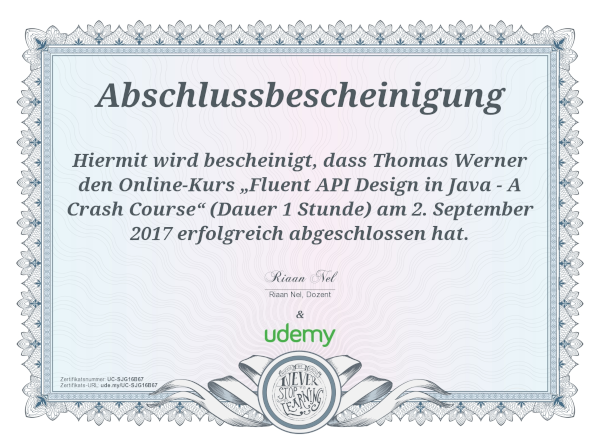 Abschlussbescheinigung
Hiermit wird bescheinigt, dass Thomas Werner
den Online-Kurs „Fluent API Design in Java - A
Crash Course“ (Dauer 1 Stunde) am 2. September
2017 erfolgreich abgeschlossen hat.
Riaan Nel
Riaan Nel, Dozent
&
udemy
Zertifikatsnummer: UC-SJG16B67
Zertifikats-URL: ude.my/UC-SJG16B67
NEVER
STOP
LEARNING